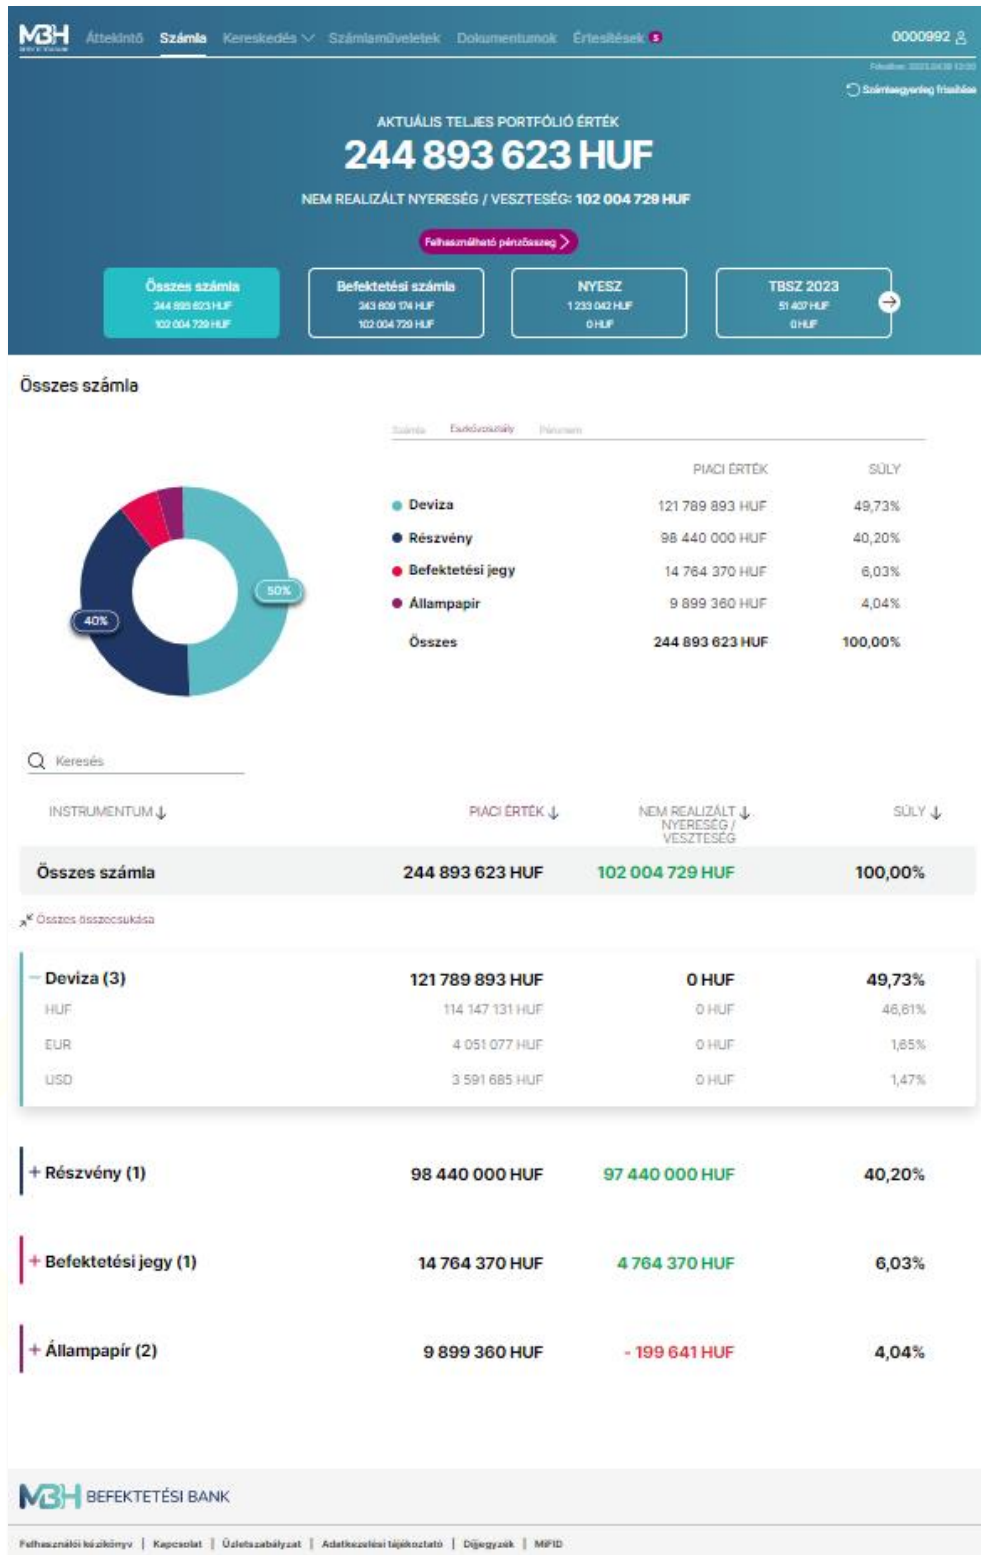 MBH Áttekintő Számla Kereskedés Számlaműveletek Dokumentumok Értesítések 5 0000992
Számlaegyenleg frissítése
AKTUÁLIS TELJES PORTFÓLIÓ ÉRTÉK
244 893 623 HUF
NEM REALIZÁLT NYERESÉG / VESZTESÉG: 102 004 729 HUF
Felhasználható pénzösszeg
Összes számla Befektetési számla NYESZ TBSZ 2023
244 893 623 HUF 243 609 174 HUF 1 233 042 HUF 51 407 HUF
102 004 729 HUF 102 004 729 HUF 0 HUF 0 HUF
Összes számla
Számla Eszközosztály Pénznem
PIACI ÉRTÉK SÚLY
Deviza 121 789 893 HUF 49,73%
Részvény 98 440 000 HUF 40,20%
Befektetési jegy 14 764 370 HUF 6,03%
Állampapír 9 899 360 HUF 4,04%
Összes 244 893 623 HUF 100,00%
50%
40%
Keresés
INSTRUMENTUM PIACI ÉRTÉK NEM REALIZÁLT SÚLY
NYERESÉG /
VESZTESÉG
Összes számla 244 893 623 HUF 102 004 729 HUF 100,00%
Összes összecsukása
Deviza (3) 121 789 893 HUF 0 HUF 49,73%
HUF 114 147 131 HUF 0 HUF 46,61%
EUR 4 051 077 HUF 0 HUF 1,65%
USD 3 591 685 HUF 0 HUF 1,47%
+ Részvény (1) 98 440 000 HUF 97 440 000 HUF 40,20%
+ Befektetési jegy (1) 14 764 370 HUF 4 764 370 HUF 6,03%
+ Állampapír (2) 9 899 360 HUF - 199 641 HUF 4,04%
MBH BEFEKTETÉSI BANK
Felhasználói kézikönyv | Kapcsolat | Üzletszabályzat | Adatkezelési tájékoztató | Díjjegyzék | MiFID